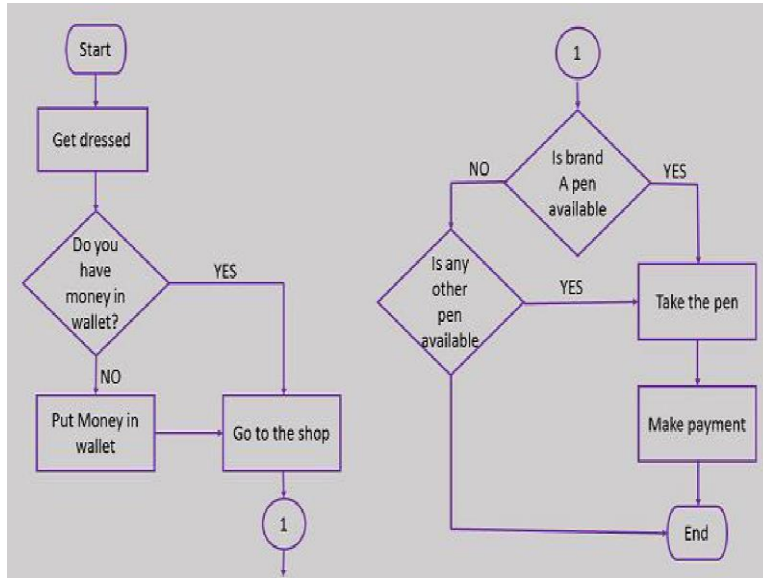 Start
Get dressed
Do you
have
money in
wallet?
YES
NO
Put Money in
wallet
Go to the shop
1
1
Is brand
A pen
available
NO
YES
Is any
other
pen
available
YES
Take the pen
Make payment
NO
End